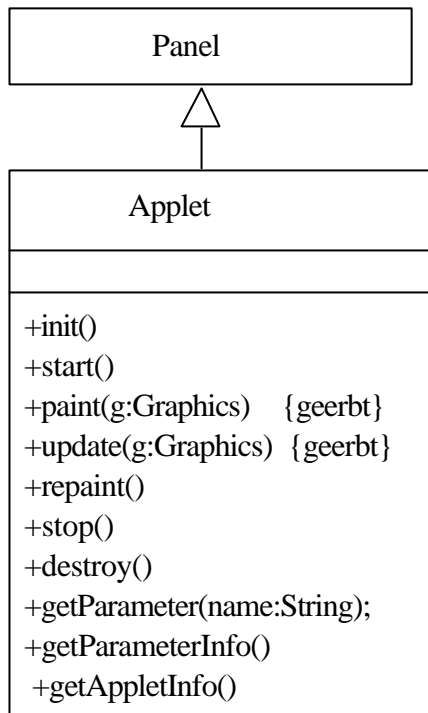 Panel
Applet
+init()
+start()
+paint(g:Graphics) {geerbt}
+update(g:Graphics) {geerbt}
+repaint()
+stop()
+destroy()
+getParameter(name:String);
+getParameterInfo()
+getAppletInfo()